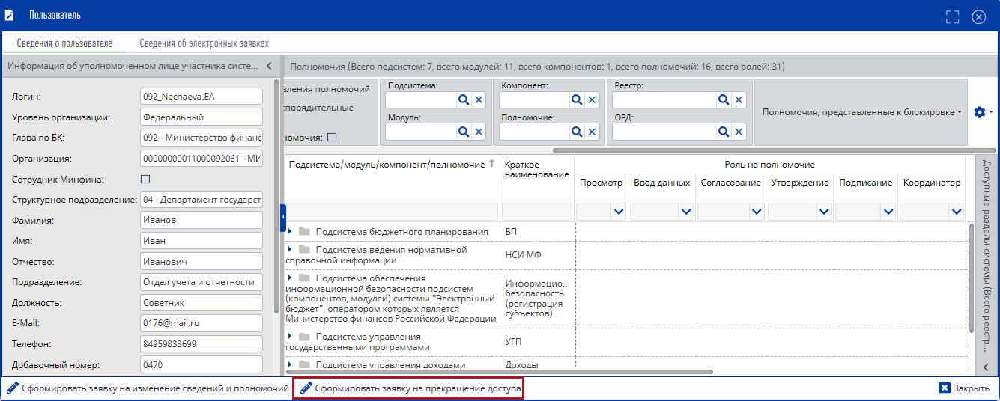 Пользователь
Сведения о пользователе
Сведения об электронных заявках
Информация об уполномоченном лице участника систе...
Логин:
092_Nechaeva.EA
Уровень организации:
Федеральный
Глава по БК:
092 - Министерство финанс
Организация:
00000000011000092061 - МИ
Сотрудник Минфина:
Структурное подразделение:
04 - Департамент государст
Фамилия:
Иванов
Имя:
Иван
Отчество:
Иванович
Подразделение:
Отдел учета и отчетности
Должность:
Советник
E-Mail:
0176@mail.ru
Телефон:
84959833699
Добавочный номер:
0470
Полномочия (Всего подсистем: 7, всего модулей: 11, всего компонентов: 1, всего полномочий: 16, всего ролей: 31)
вления полномочий
спорядительные
номочия:
Подсистема:
Модуль:
Компонент:
Полномочие:
Реестр:
ОРД:
Полномочия, представленные к блокировке
Подсистема/модуль/компонент/полномочие
Краткое
наименование
Роль на полномочие
Просмотр
Ввод данных
Согласование
Утверждение
Подписание
Координатор
Подсистема бюджетного планирования
БП
Подсистема ведения нормативной
справочной информации
НСИ МФ
Подсистема обеспечения
информационной безопасности подсистем
(компонентов, модулей) системы "Электронный
бюджет", оператором которых является
Министерство финансов Российской Федерации
Информацио...
безопасность
(регистрация
субъектов)
Подсистема управления
государственными программами
УГП
Подсистема управления доходами
Доходы
Доступные разделы системы (Всего реестр...
Сформировать заявку на изменение сведений и полномочий
Сформировать заявку на прекращение доступа
Закрыть